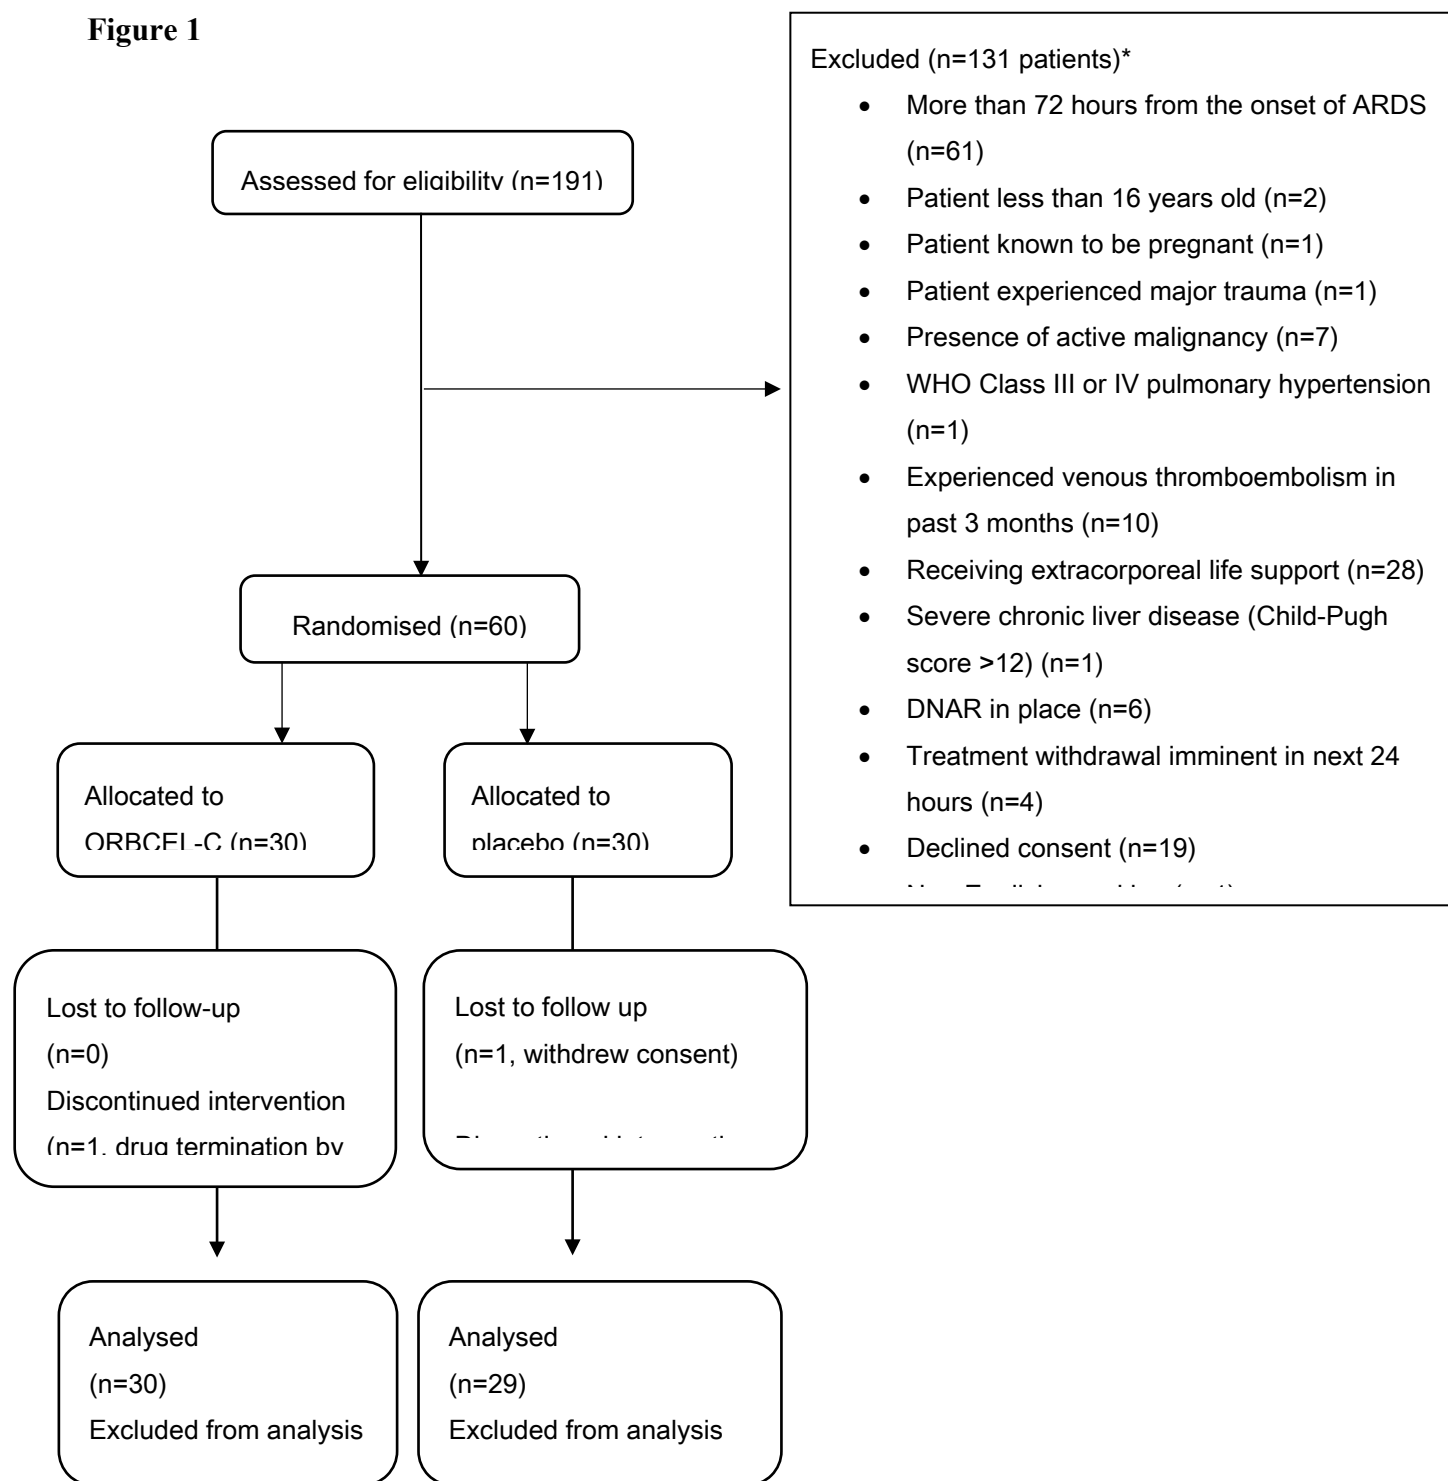 Figure 1
Assessed for eligibility (n=191)
Excluded (n=131 patients)*
• More than 72 hours from the onset of ARDS
(n=61)
• Patient less than 16 years old (n=2)
• Patient known to be pregnant (n=1)
• Patient experienced major trauma (n=1)
• Presence of active malignancy (n=7)
• WHO Class III or IV pulmonary hypertension
(n=1)
• Experienced venous thromboembolism in
past 3 months (n=10)
• Receiving extracorporeal life support (n=28)
• Severe chronic liver disease (Child-Pugh
score >12) (n=1)
• DNAR in place (n=6)
• Treatment withdrawal imminent in next 24
hours (n=4)
• Declined consent (n=19)
Randomised (n=60)
Allocated to
ORBCEL-C (n=30)
Allocated to
placebo (n=30)
Lost to follow-up
(n=0)
Discontinued intervention
(n=1, drug termination by
Lost to follow up
(n=1, withdrew consent)
Analysed
(n=30)
Excluded from analysis
Analysed
(n=29)
Excluded from analysis